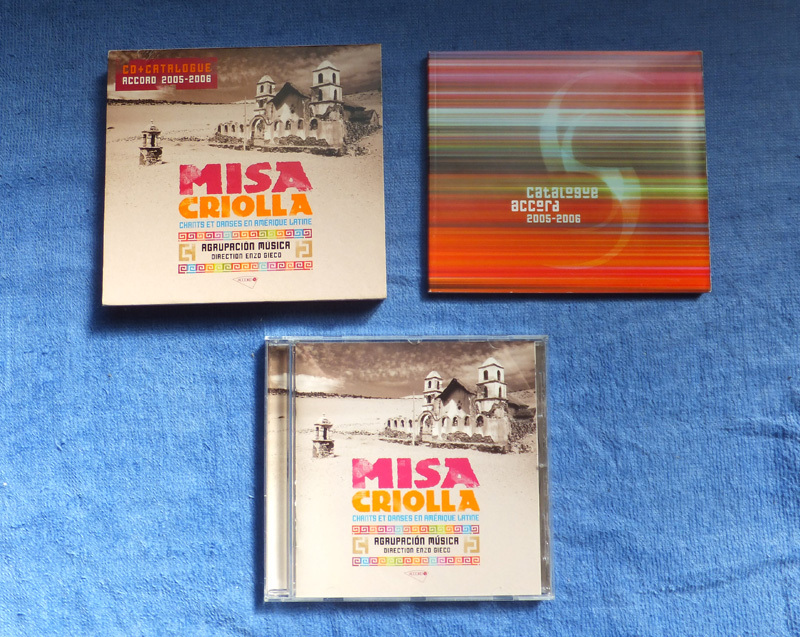 CD+CATALOGUE
ACCORD 2005-2006
MISA
CRIOLLA
CHANTS ET DANSES EN AMÉRIQUE LATINE
AGRUPACIÓN MÚSICA
DIRECTION ENZO GIECO
catalogue
accord
2005-2006
MISA
CRIOLLA
CHANTS ET DANSES EN AMÉRIQUE LATINE
AGRUPACIÓN MÚSICA
DIRECTION ENZO GIECO